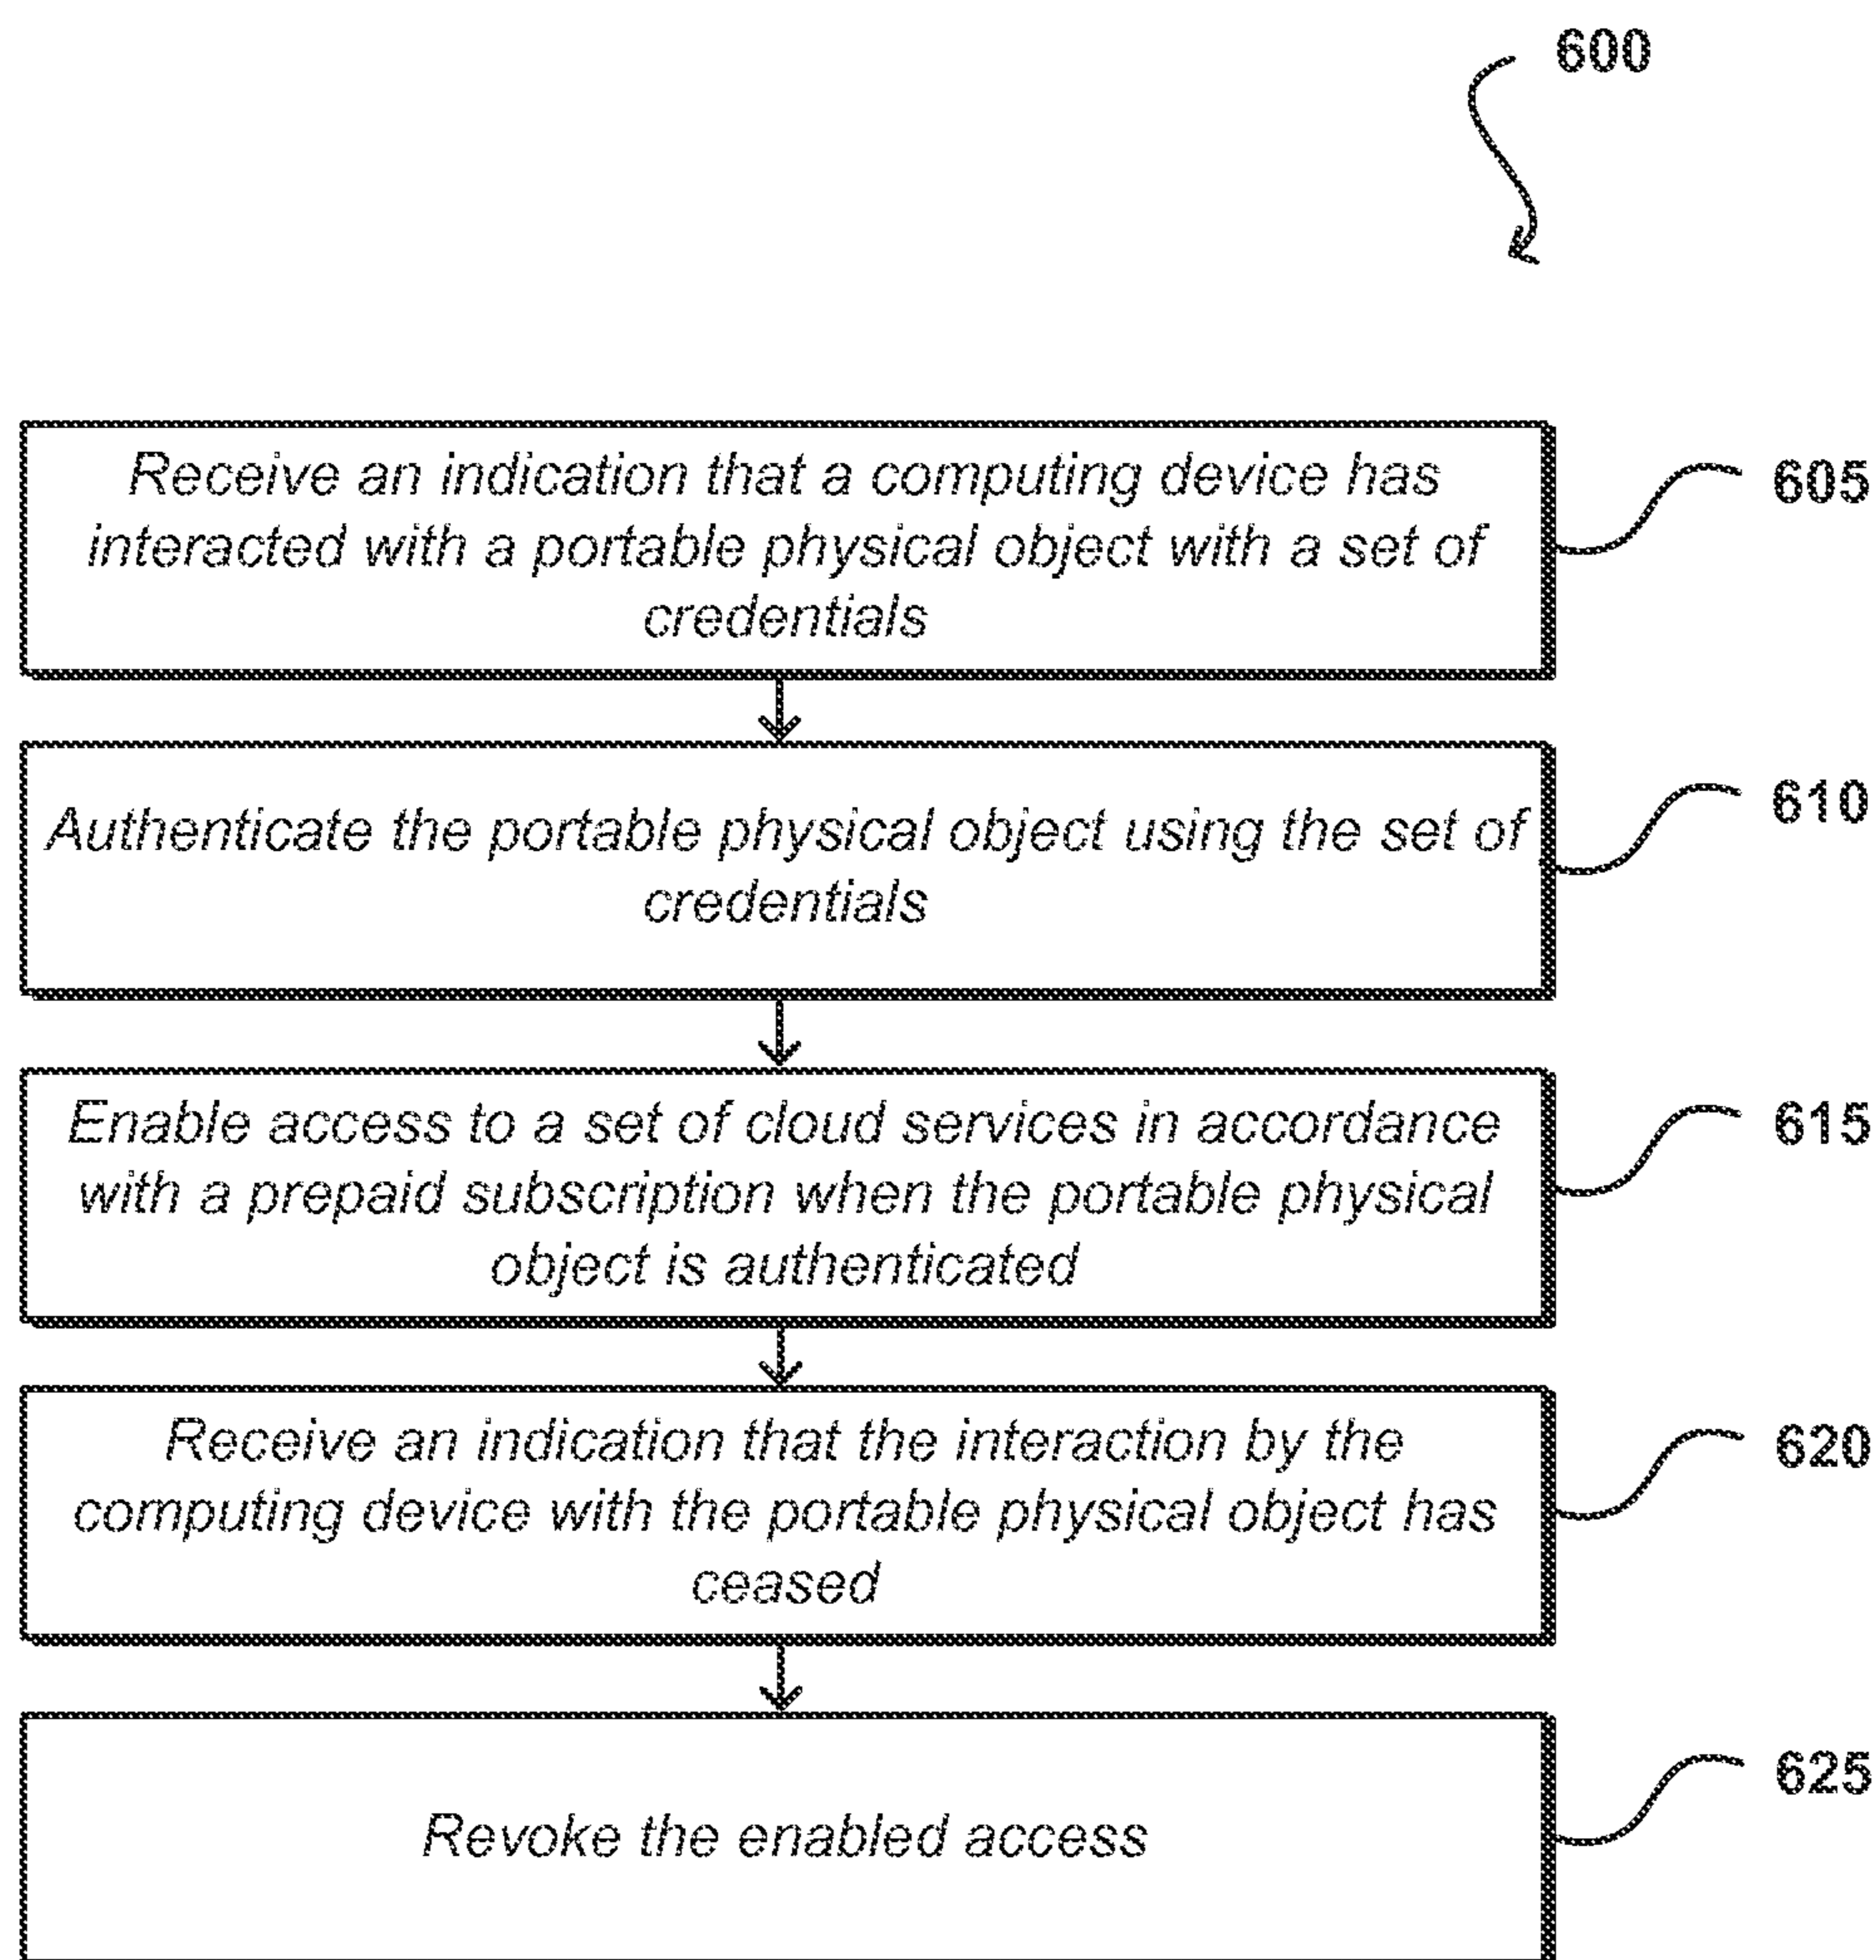 600
Receive an indication that a computing device has
interacted with a portable physical object with a set of
credentials
605
Authenticate the portable physical object using the set of
credentials
610
Enable access to a set of cloud services in accordance
with a prepaid subscription when the portable physical
object is authenticated
615
Receive an indication that the interaction by the
computing device with the portable physical object has
ceased
620
Revoke the enabled access
625